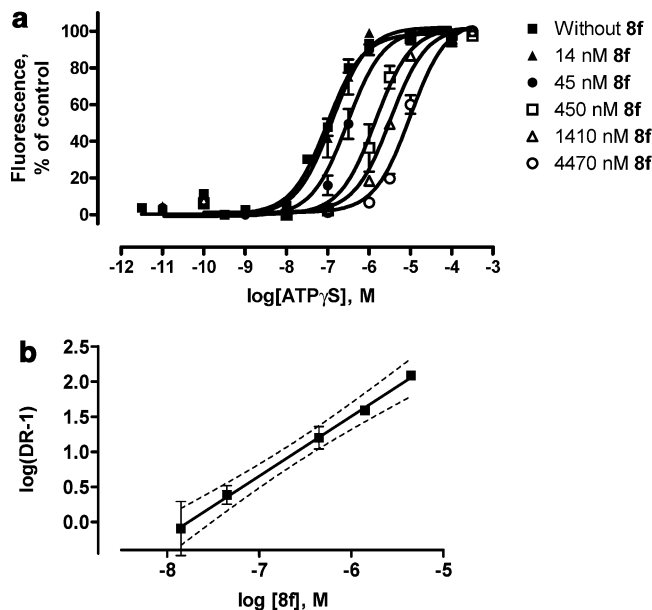 a
Fluorescence,
% of control
100
80
60
40
20
0
-12 -11 -10 -9 -8 -7 -6 -5 -4 -3
log[ATPγS], M
Without 8f
14 nM 8f
45 nM 8f
450 nM 8f
1410 nM 8f
4470 nM 8f
b
log(DR-1)
2.5
2.0
1.5
1.0
0.5
0.0
-8 -7 -6 -5
log [8f], M